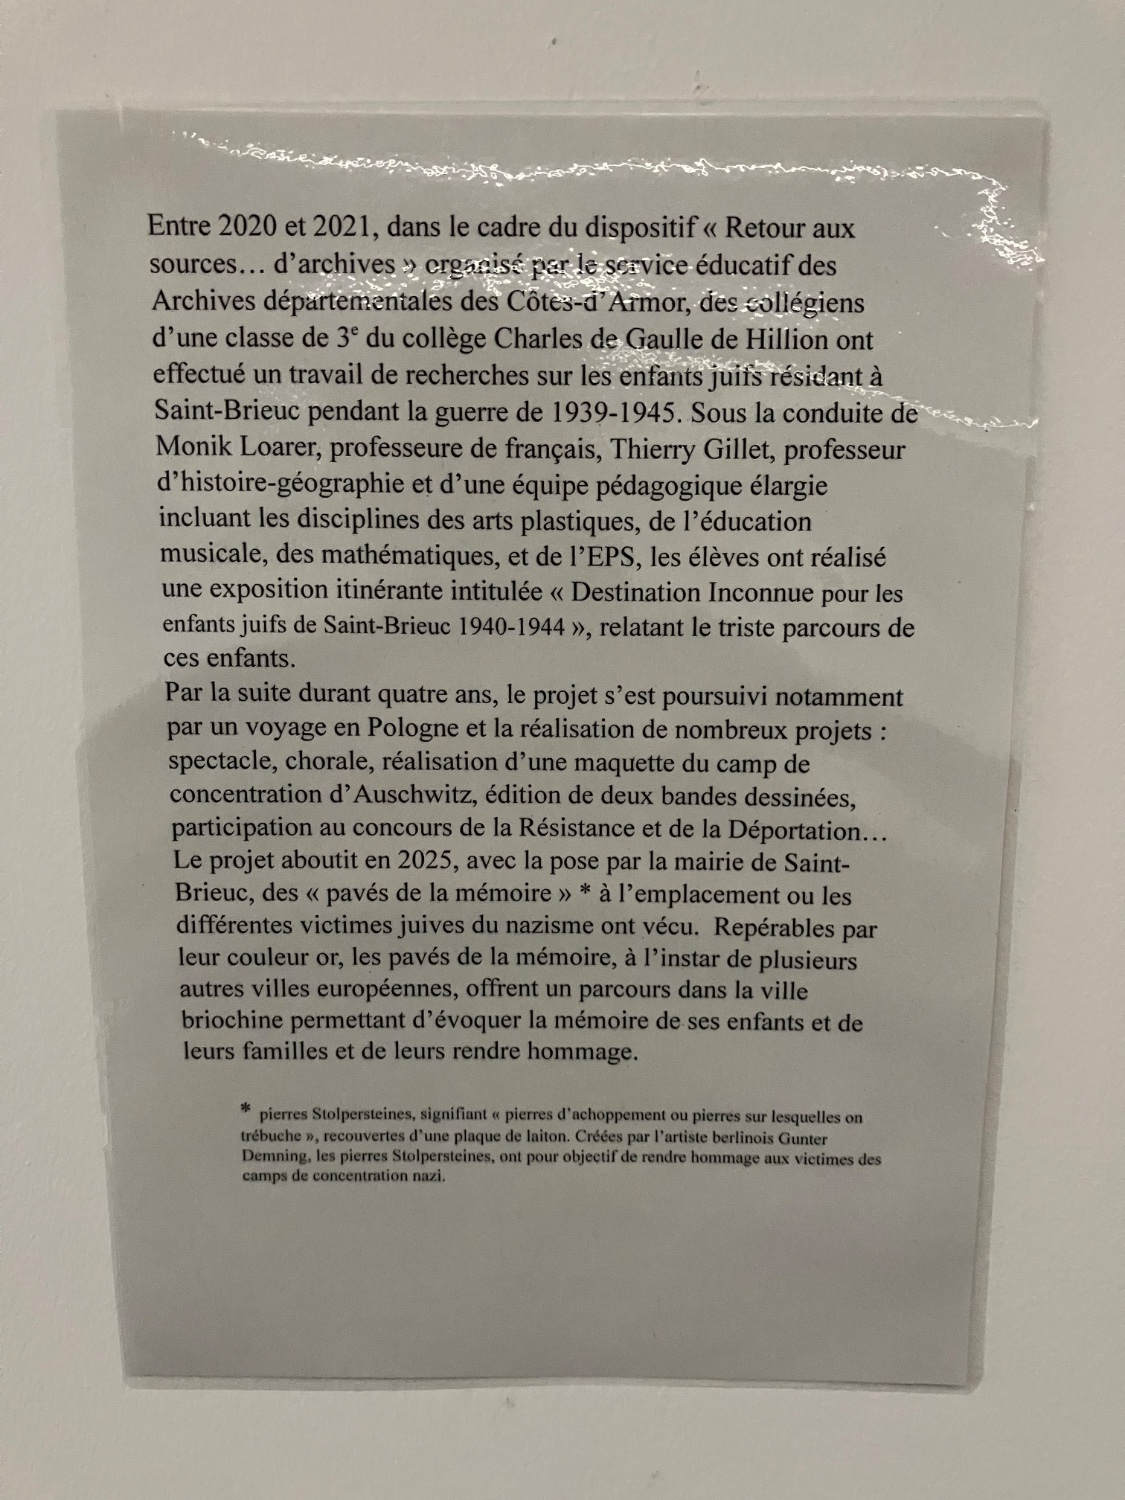 Entre 2020 et 2021, dans le cadre du dispositif « Retour aux
sources… d’archives » organisé par le service éducatif des
Archives départementales des Côtes-d’Armor, des collégiens
d’une classe de 3e du collège Charles de Gaulle de Hillion ont
effectué un travail de recherches sur les enfants juifs résidant à
Saint-Brieuc pendant la guerre de 1939-1945. Sous la conduite de
Monik Loarer, professeure de français, Thierry Gillet, professeur
d’histoire-géographie et d’une équipe pédagogique élargie
incluant les disciplines des arts plastiques, de l’éducation
musicale, des mathématiques, et de l’EPS, les élèves ont réalisé
une exposition itinérante intitulée « Destination Inconnue pour les
enfants juifs de Saint-Brieuc 1940-1944 », relatant le triste parcours de
ces enfants.
Par la suite durant quatre ans, le projet s’est poursuivi notamment
par un voyage en Pologne et la réalisation de nombreux projets :
spectacle, chorale, réalisation d’une maquette du camp de
concentration d’Auschwitz, édition de deux bandes dessinées,
participation au concours de la Résistance et de la Déportation…
Le projet aboutit en 2025, avec la pose par la mairie de Saint-
Brieuc, des « pavés de la mémoire » * à l’emplacement ou les
différentes victimes juives du nazisme ont vécu. Repérables par
leur couleur or, les pavés de la mémoire, à l’instar de plusieurs
autres villes européennes, offrent un parcours dans la ville
briochine permettant d’évoquer la mémoire de ses enfants et de
leurs familles et de leurs rendre hommage.
* pierres Stolpersteines, signifiant « pierres d’achoppement ou pierres sur lesquelles on
trébuche », recouvertes d’une plaque de laiton. Créées par l’artiste berlinois Gunter
Demning, les pierres Stolpersteines, ont pour objectif de rendre hommage aux victimes des
camps de concentration nazi.